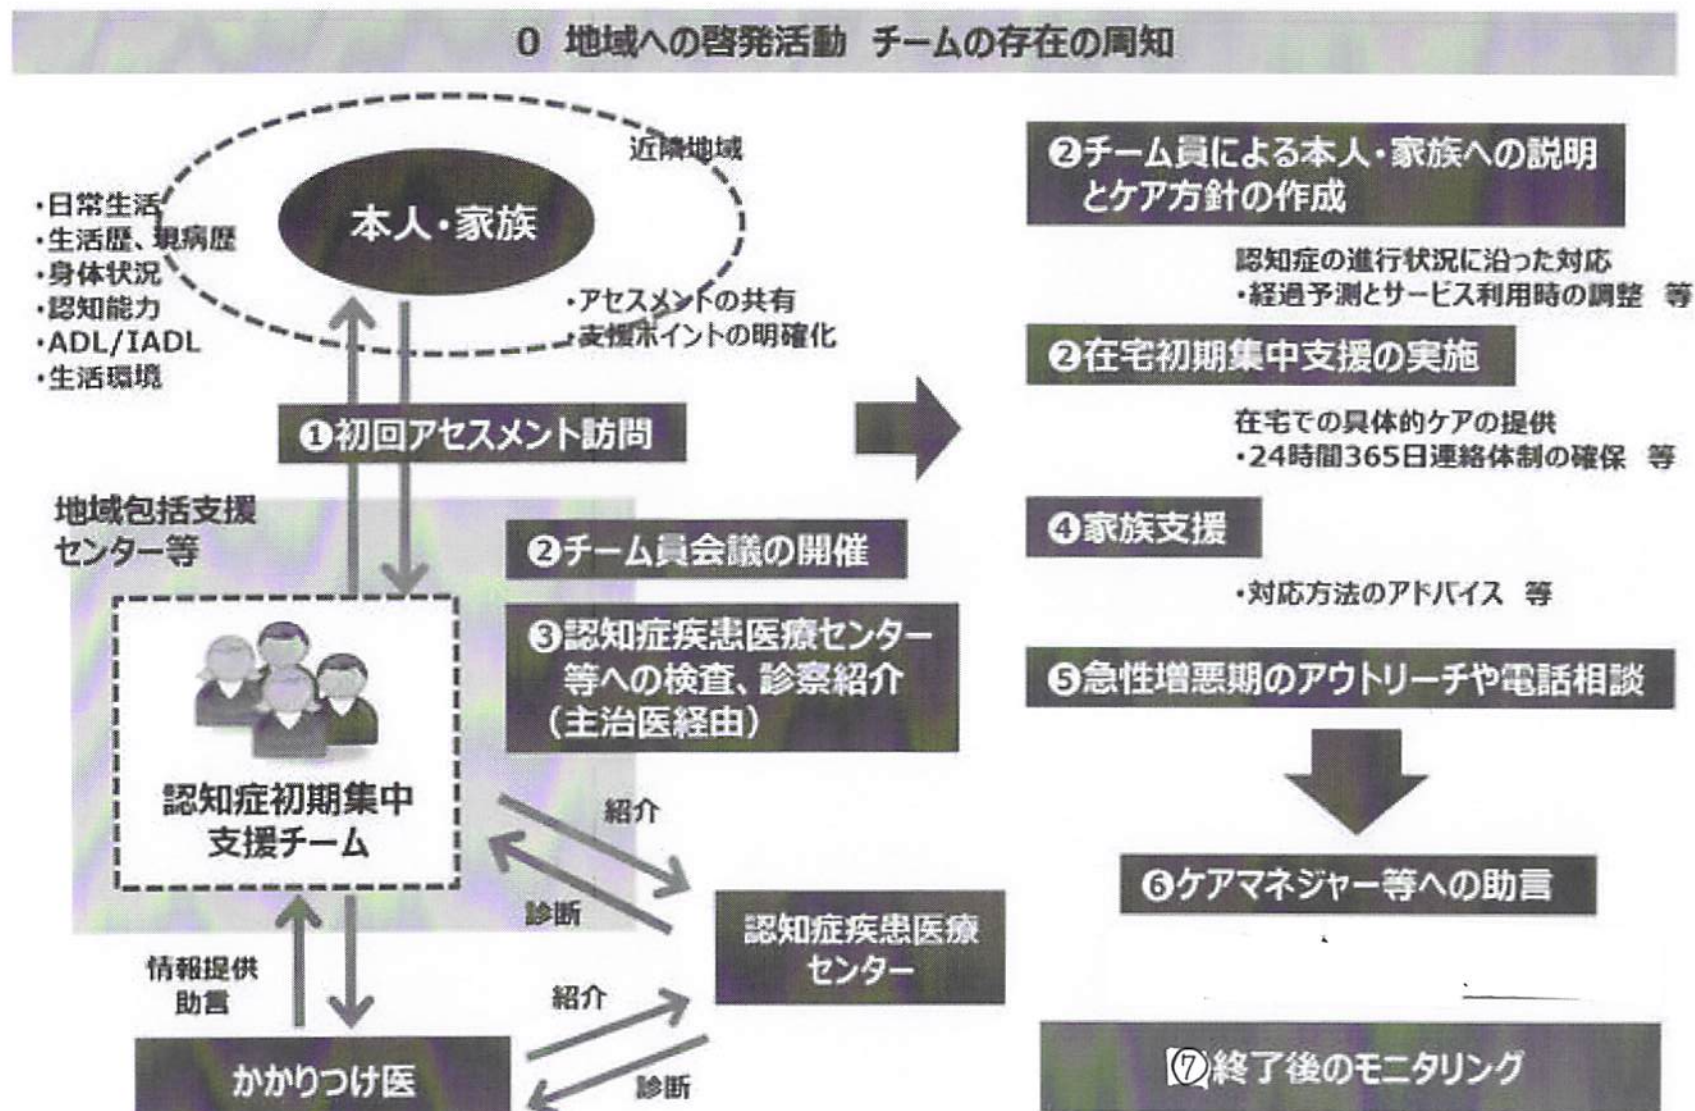 0 地域への啓発活動 チームの存在の周知
近隣地域
本人・家族
・日常生活
・生活歴、現病歴
・身体状況
・認知能力
・ADL/IADL
・生活環境
・アセスメントの共有
・支援ポイントの明確化
❶初回アセスメント訪問
地域包括支援
センター等
❷チーム員会議の開催
❸認知症疾患医療センター
等への検査、診察紹介
(主治医経由)
認知症初期集中
支援チーム
紹介
診断
認知症疾患医療
センター
情報提供
助言
紹介
診断
かかりつけ医
❷チーム員による本人・家族への説明
とケア方針の作成
認知症の進行状況に沿った対応
・経過予測とサービス利用時の調整 等
❷在宅初期集中支援の実施
在宅での具体的ケアの提供
・24時間365日連絡体制の確保 等
❹家族支援
・対応方法のアドバイス 等
❺急性増悪期のアウトリーチや電話相談
❻ケアマネジャー等への助言
⑦終了後のモニタリング